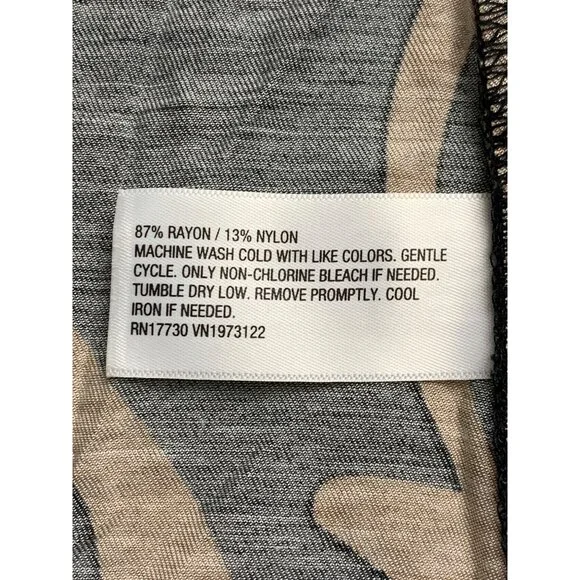 87% RAYON / 13% NYLON
MACHINE WASH COLD WITH LIKE COLORS. GENTLE
CYCLE. ONLY NON-CHLORINE BLEACH IF NEEDED.
TUMBLE DRY LOW. REMOVE PROMPTLY. COOL
IRON IF NEEDED.
RN17730 VN1973122